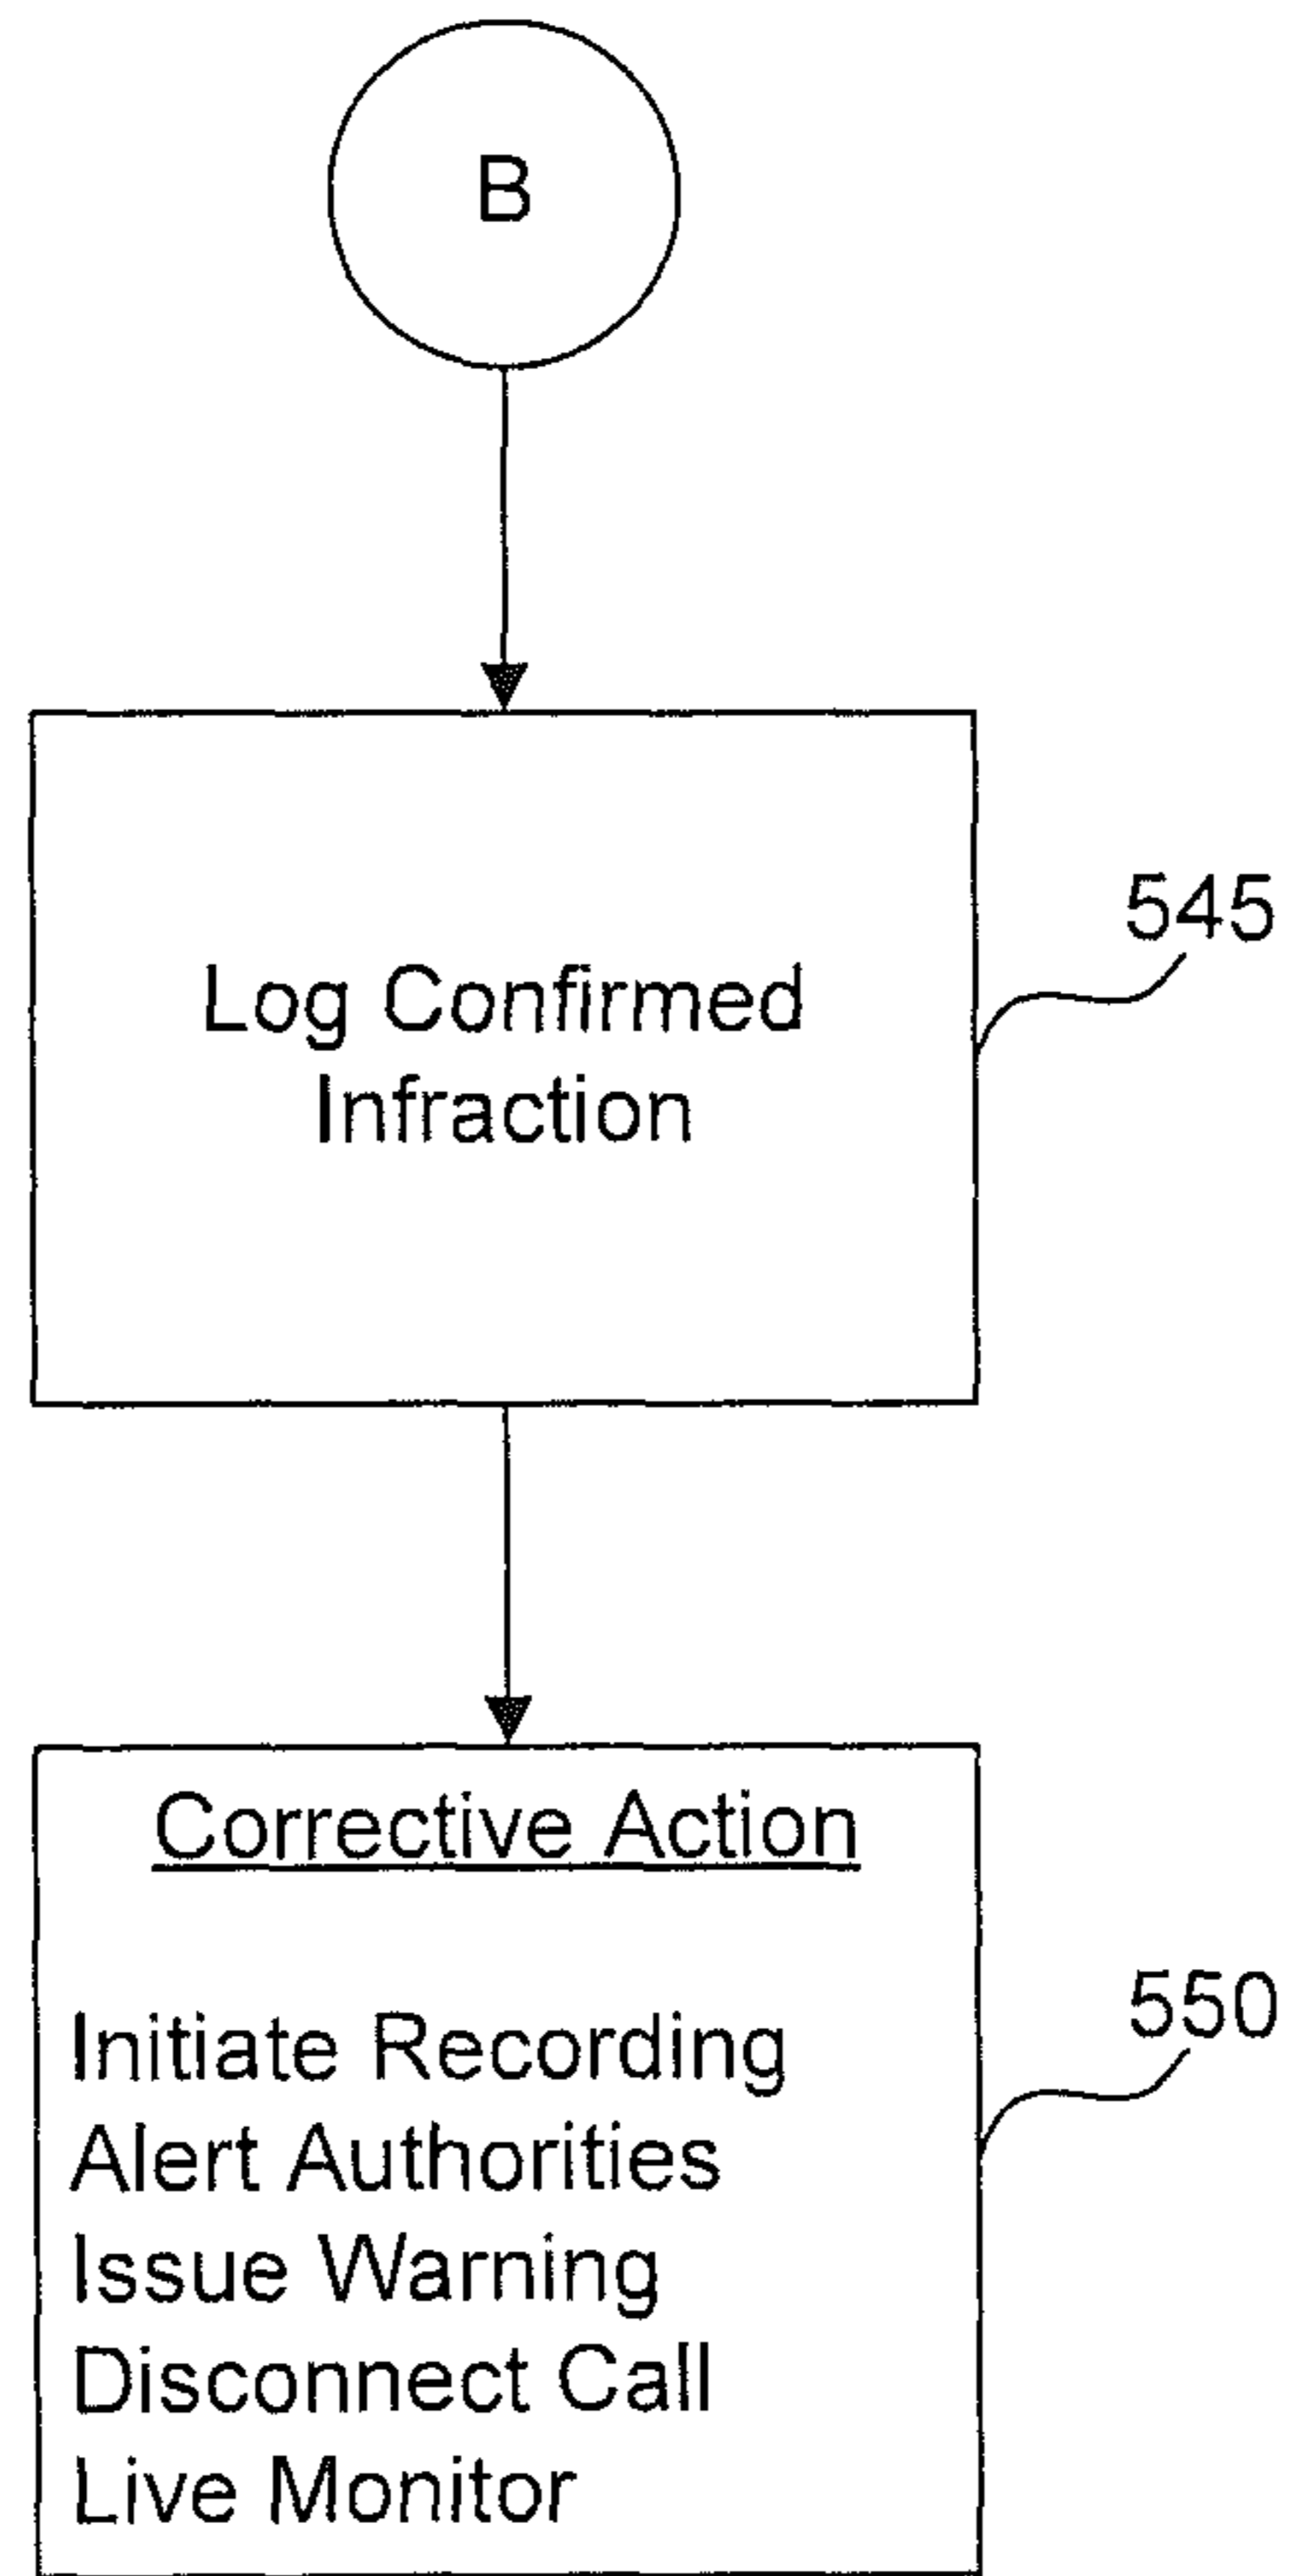 B
545
Log Confirmed
Infraction
Corrective Action
550
Initiate Recording
Alert Authorities
Issue Warning
Disconnect Call
Live Monitor